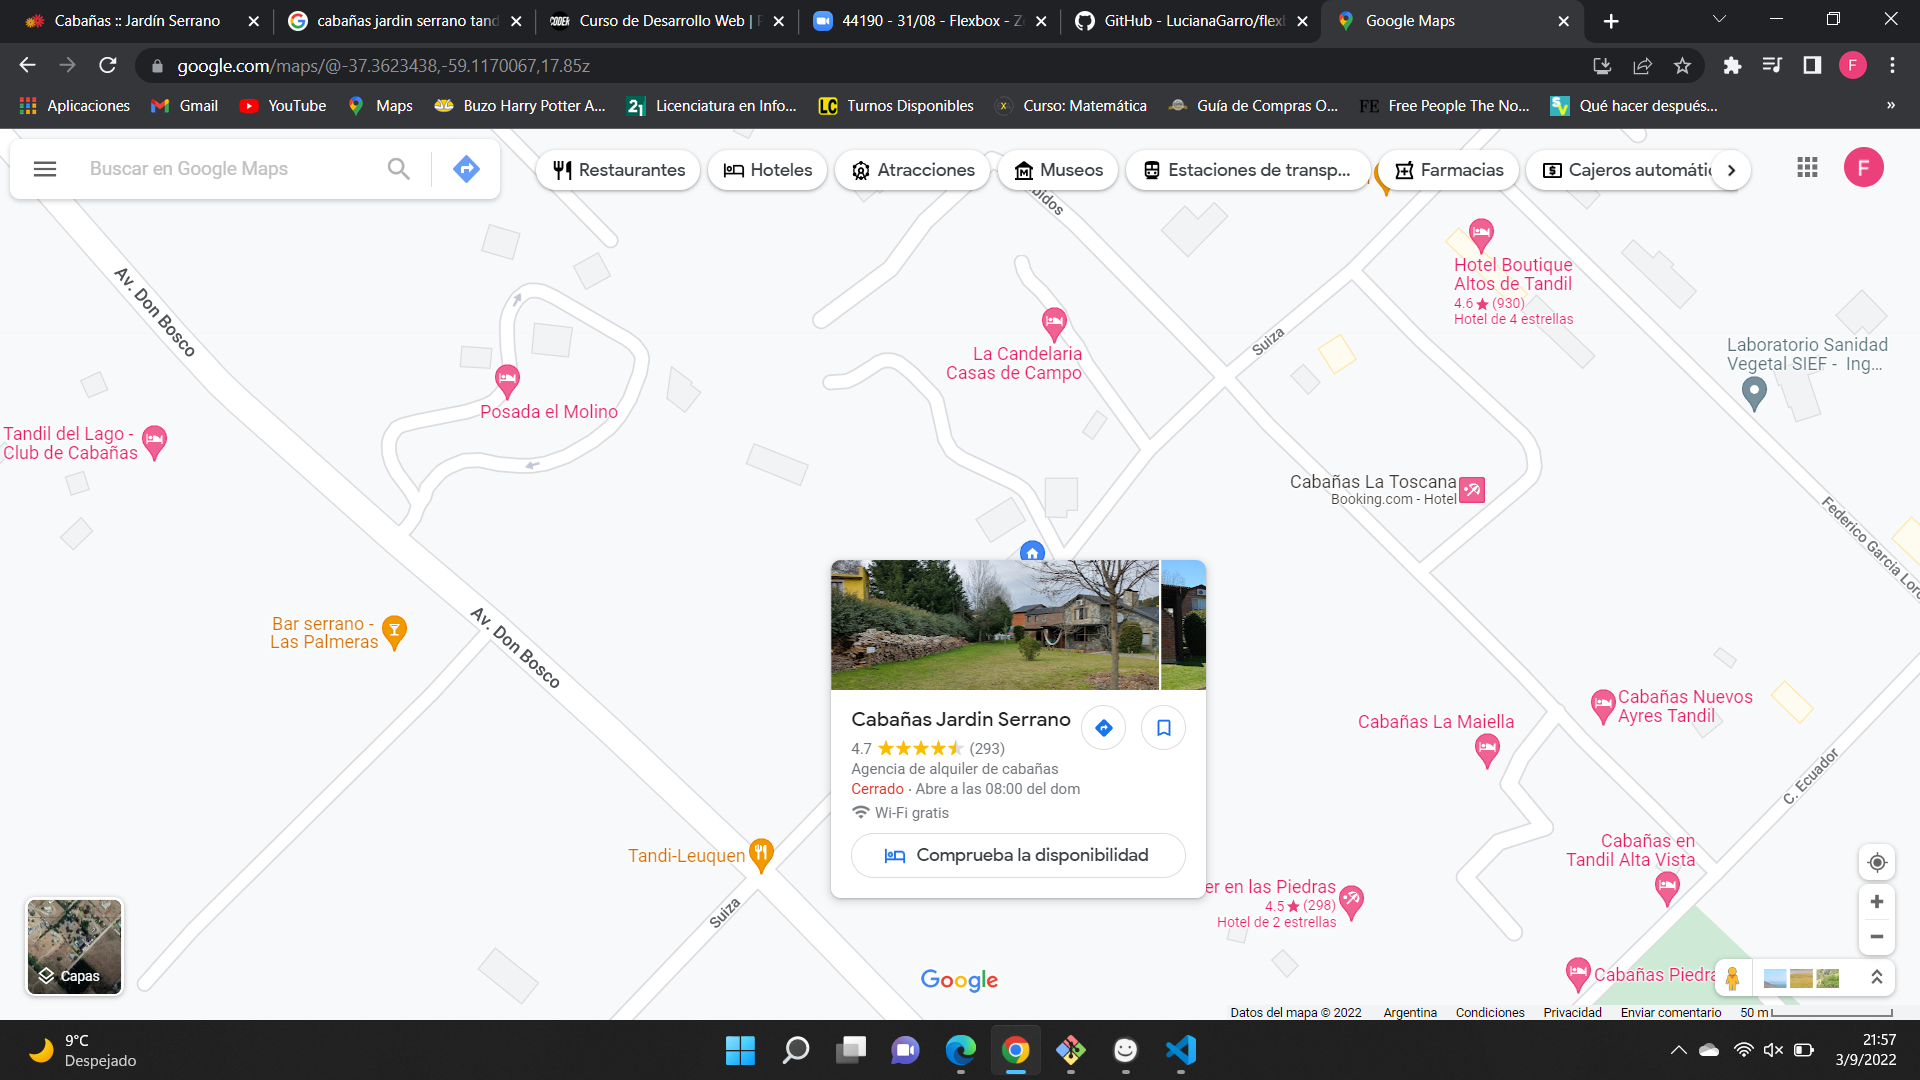 Cabañas :: Jardín Serrano
cabañas jardin serrano tand
CODER
Curso de Desarrollo Web |
44190 - 31/08 - Flexbox - Z
GitHub - LucianaGarro/flex
Google Maps
google.com/maps/@-37.3623438,-59.1170067,17.85z
F
Aplicaciones
Gmail
YouTube
Maps
Buzo Harry Potter A...
21
Licenciatura en Info...
LC
Turnos Disponibles
Curso: Matemática
Guía de Compras O...
FE
Free People The No...
SV
Qué hacer después...
»
Buscar en Google Maps
Restaurantes
Hoteles
Atracciones
Museos
Estaciones de transp...
Farmacias
Cajeros automáti
F
bidos
Av. Don Bosco
Hotel Boutique
Altos de Tandil
4.6 ★ (930)
Hotel de 4 estrellas
La Candelaria
Casas de Campo
Suiza
Laboratorio Sanidad
Vegetal SIEF - Ing...
Posada el Molino
Tandil del Lago -
Club de Cabañas
Cabañas La Toscana
Booking.com - Hotel
Federico García Lor
Bar serrano -
Las Palmeras
Av. Don Bosco
Cabañas Jardin Serrano
4.7 ★★★★★ (293)
Agencia de alquiler de cabañas
Cerrado · Abre a las 08:00 del dom
Wi-Fi gratis
Comprueba la disponibilidad
Cabañas Nuevos
Ayres Tandil
Cabañas La Maiella
C. Ecuador
Tandi-Leuquen
Suiza
Cabañas en
Tandil Alta Vista
er en las Piedras
4.5 ★ (298)
Hotel de 2 estrellas
Cabañas Piedra
Capas
Google
Datos del mapa © 2022
Argentina
Condiciones
Privacidad
Enviar comentario
50 m
9°C
Despejado
21:57
3/9/2022